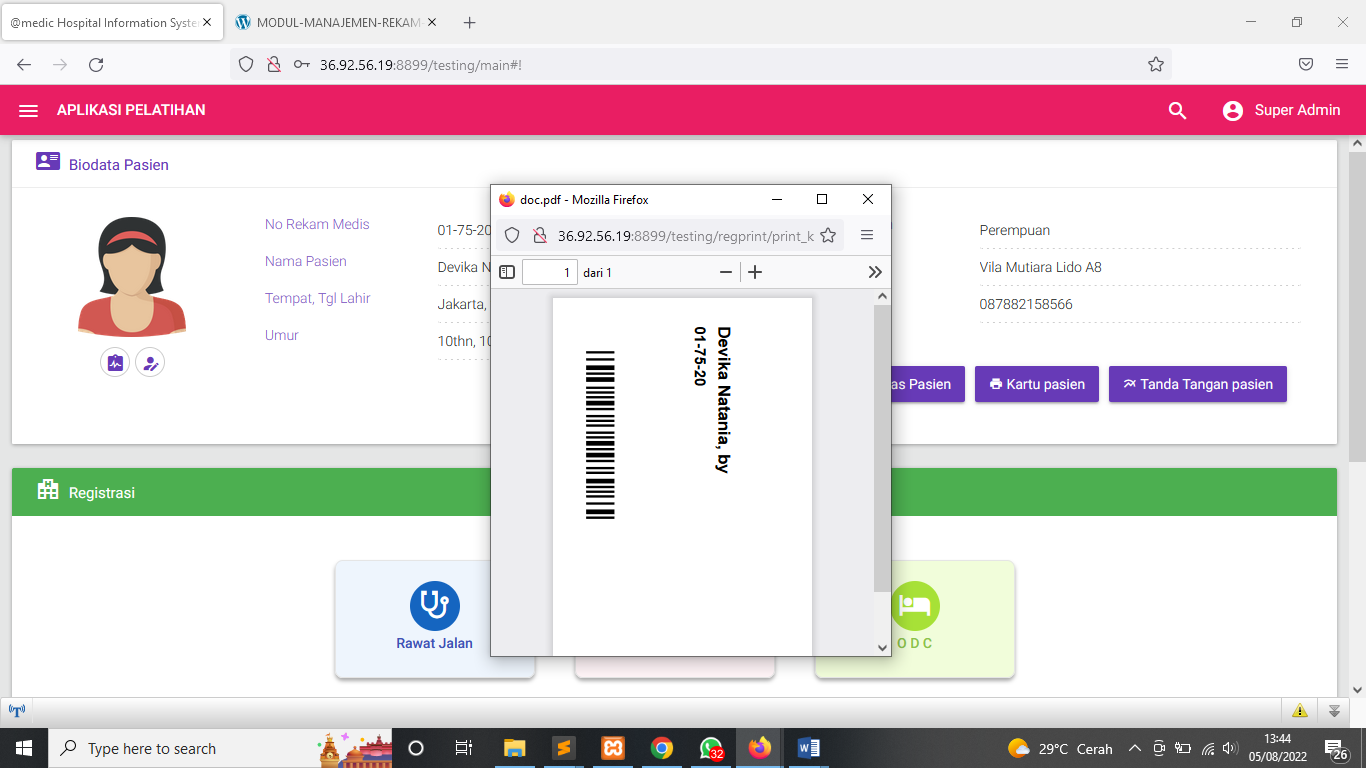 @medic Hospital Information Syste
MODUL-MANAJEMEN-REKAM
36.92.56.19:8899/testing/main#!
APLIKASI PELATIHAN
Super Admin
Biodata Pasien
No Rekam Medis
01-75-20
Nama Pasien
Devika N
Tempat, Tgl Lahir
Jakarta,
Umur
10thn, 10
Perempuan
Vila Mutiara Lido A8
087882158566
as Pasien
Kartu pasien
Tanda Tangan pasien
doc.pdf - Mozilla Firefox
36.92.56.19:8899/testing/regprint/print_k
1
dari 1
Devika Natania, by
01-75-20
Registrasi
Rawat Jalan
O D C
Type here to search
32
29°C Cerah
13:44
05/08/2022
26